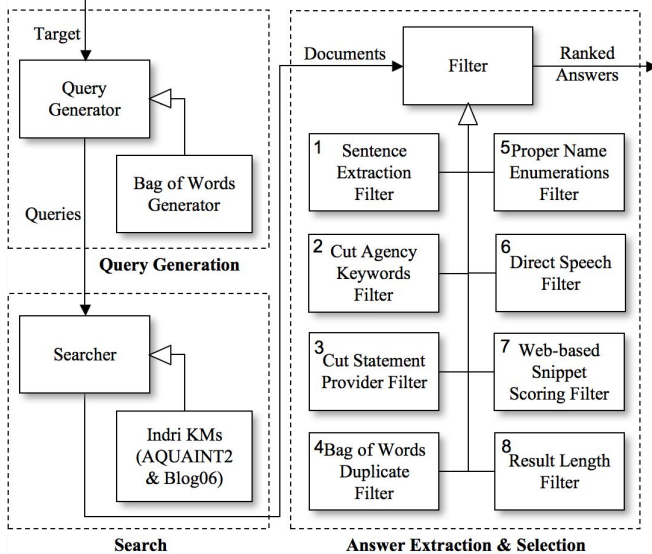 Target
Query
Generator
Bag of Words
Generator
Queries
Query Generation
Searcher
Indri KMs
(AQUAINT2
& Blog06)
Search
Documents
Filter
Ranked
Answers
1 Sentence
Extraction
Filter
2 Cut Agency
Keywords
Filter
3 Cut Statement
Provider Filter
4 Bag of Words
Duplicate
Filter
5 Proper Name
Enumerations
Filter
6 Direct Speech
Filter
7 Web-based
Snippet
Scoring Filter
8 Result Length
Filter
Answer Extraction & Selection